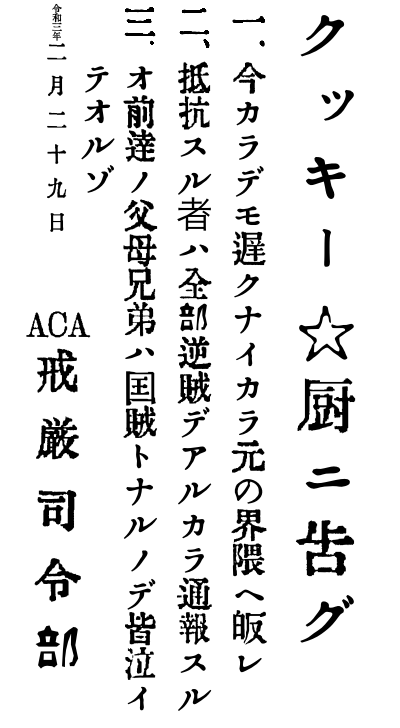 クッキー☆厨ニ告グ
一、今カラデモ遅クナイカラ元の界隈ヘ皈レ
二、抵抗スル者ハ全部逆賊デアルカラ通報スル
三、オ前達ノ父母兄弟ハ国賊トナルノデ皆泣イ
テオルゾ
令和三年二月二十九日
ACA戒厳司令部